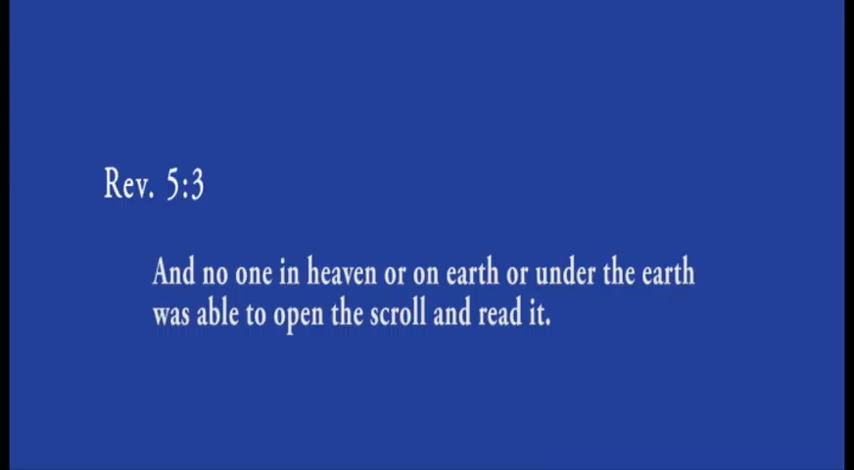 Rev. 5:3
And no one in heaven or on earth or under the earth
was able to open the scroll and read it.